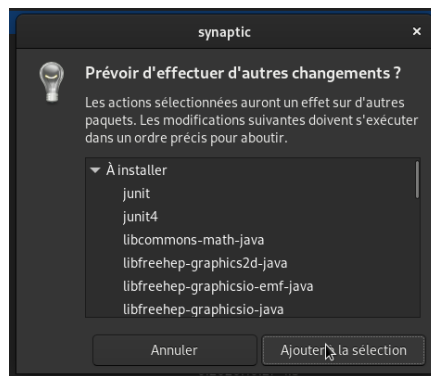 synaptic
Prévoir d'effectuer d'autres changements ?
Les actions sélectionnées auront un effet sur d'autres
paquets. Les modifications suivantes doivent s'exécuter
dans un ordre précis pour aboutir.
À installer
junit
junit4
libcommons-math-java
libfreehep-graphics2d-java
libfreehep-graphicsio-emf-java
libfreehep-graphicsio-java
Annuler
Ajouter à la sélection